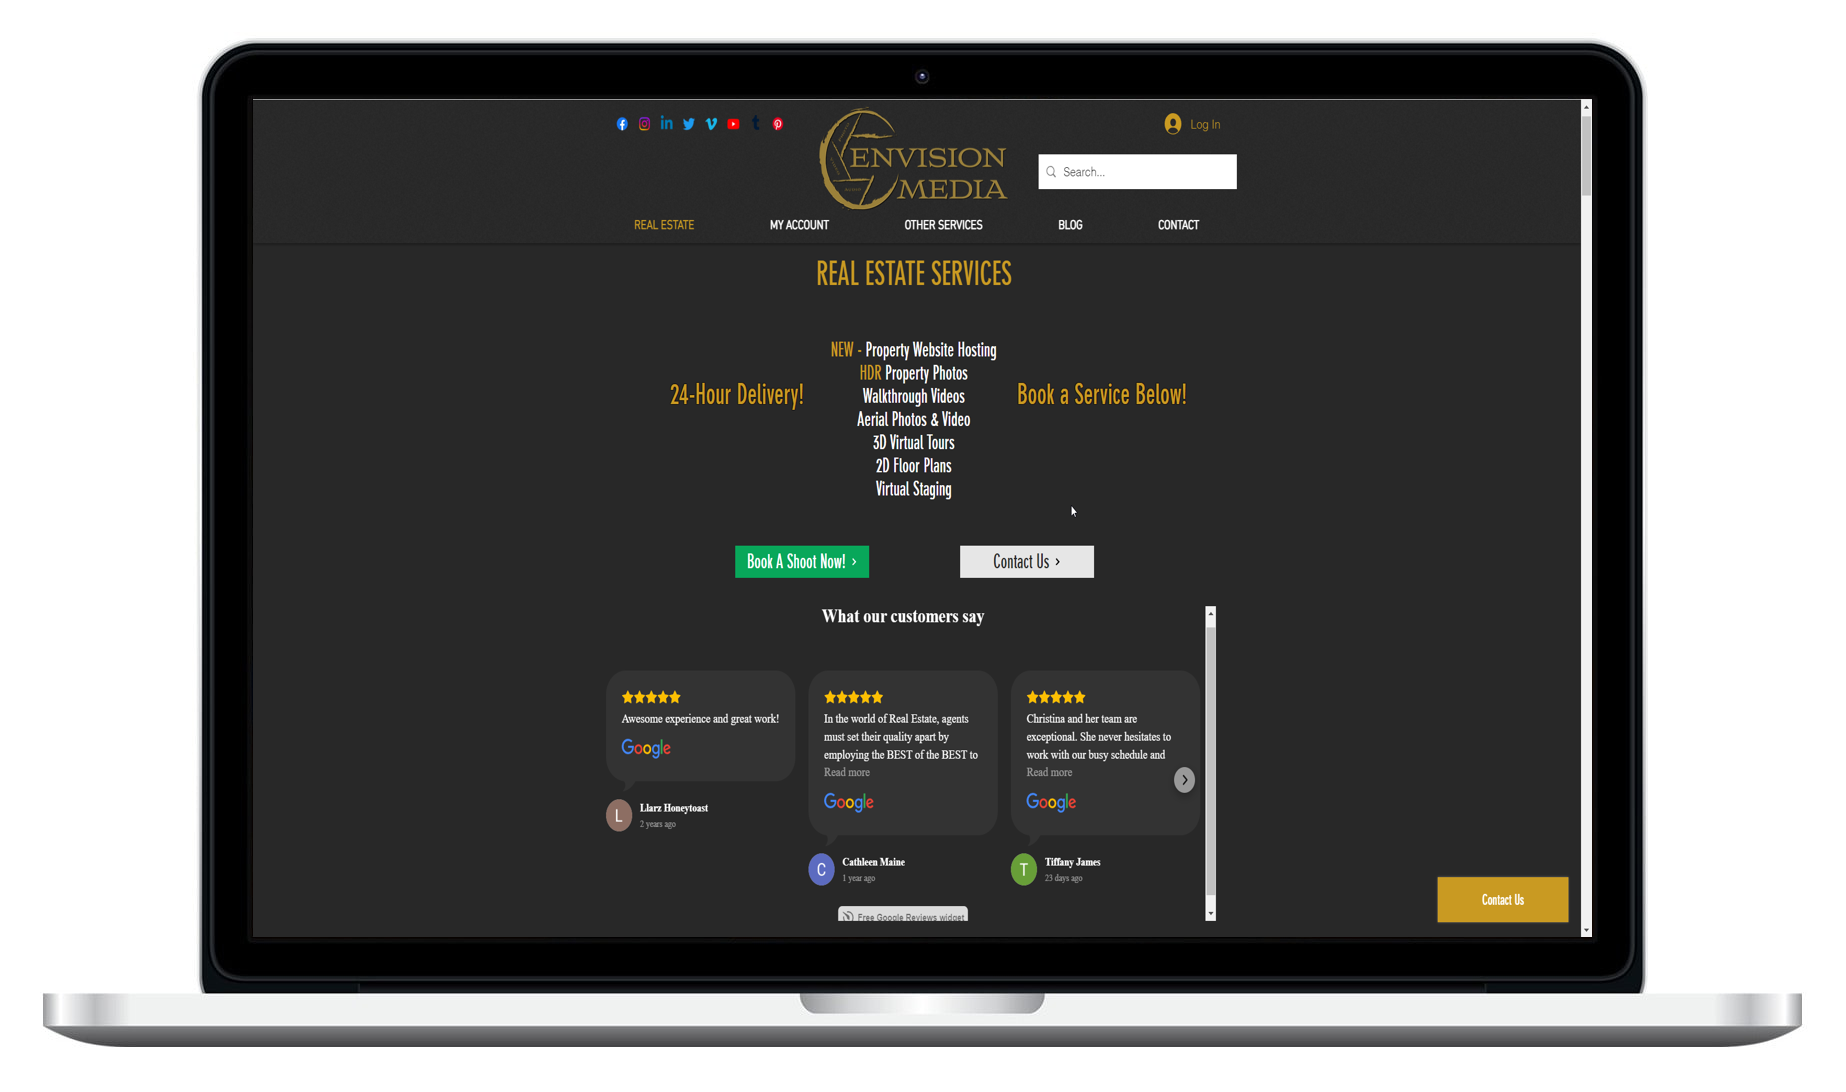 Log In
ENVISION
MEDIA
Search...
REAL ESTATE
MY ACCOUNT
OTHER SERVICES
BLOG
CONTACT
REAL ESTATE SERVICES
24-Hour Delivery!
NEW - Property Website Hosting
HDR Property Photos
Walkthrough Videos
Aerial Photos & Video
3D Virtual Tours
2D Floor Plans
Virtual Staging
Book a Service Below!
Book A Shoot Now! >
Contact Us >
What our customers say
Awesome experience and great work!
Google
L
Llarz Honeytoast
2 years ago
In the world of Real Estate, agents
must set their quality apart by
employing the BEST of the BEST to
Read more
Google
C
Cathleen Maine
1 year ago
Christina and her team are
exceptional. She never hesitates to
work with our busy schedule and
Read more
Google
T
Tiffany James
23 days ago
Free Google Reviews widget
Contact Us